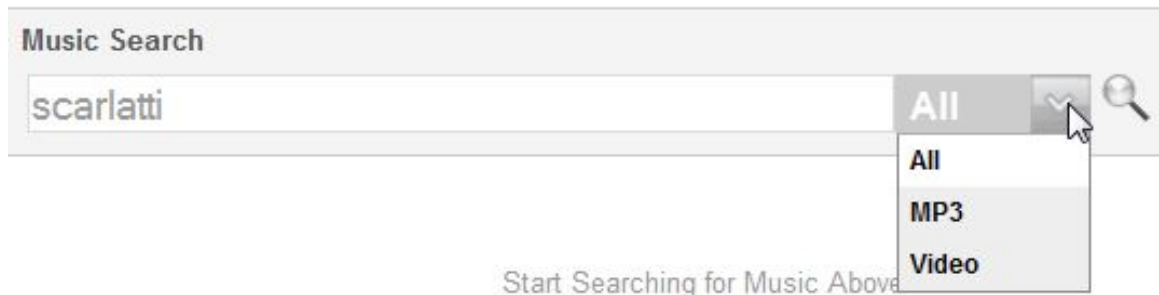 Music Search
scarlatti All
All
MP3
Video
Start Searching for Music Above